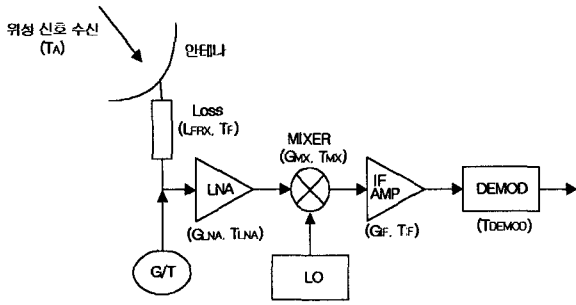 위성 신호 수신
(TA)
안테나
Loss
(LFRX, TF)
MIXER
(GMX, TMX)
LNA
IF
AMP
DEMOD
(GLNA, TLNA)
(GIF, TIF)
(TDEMOD)
G/T
LO